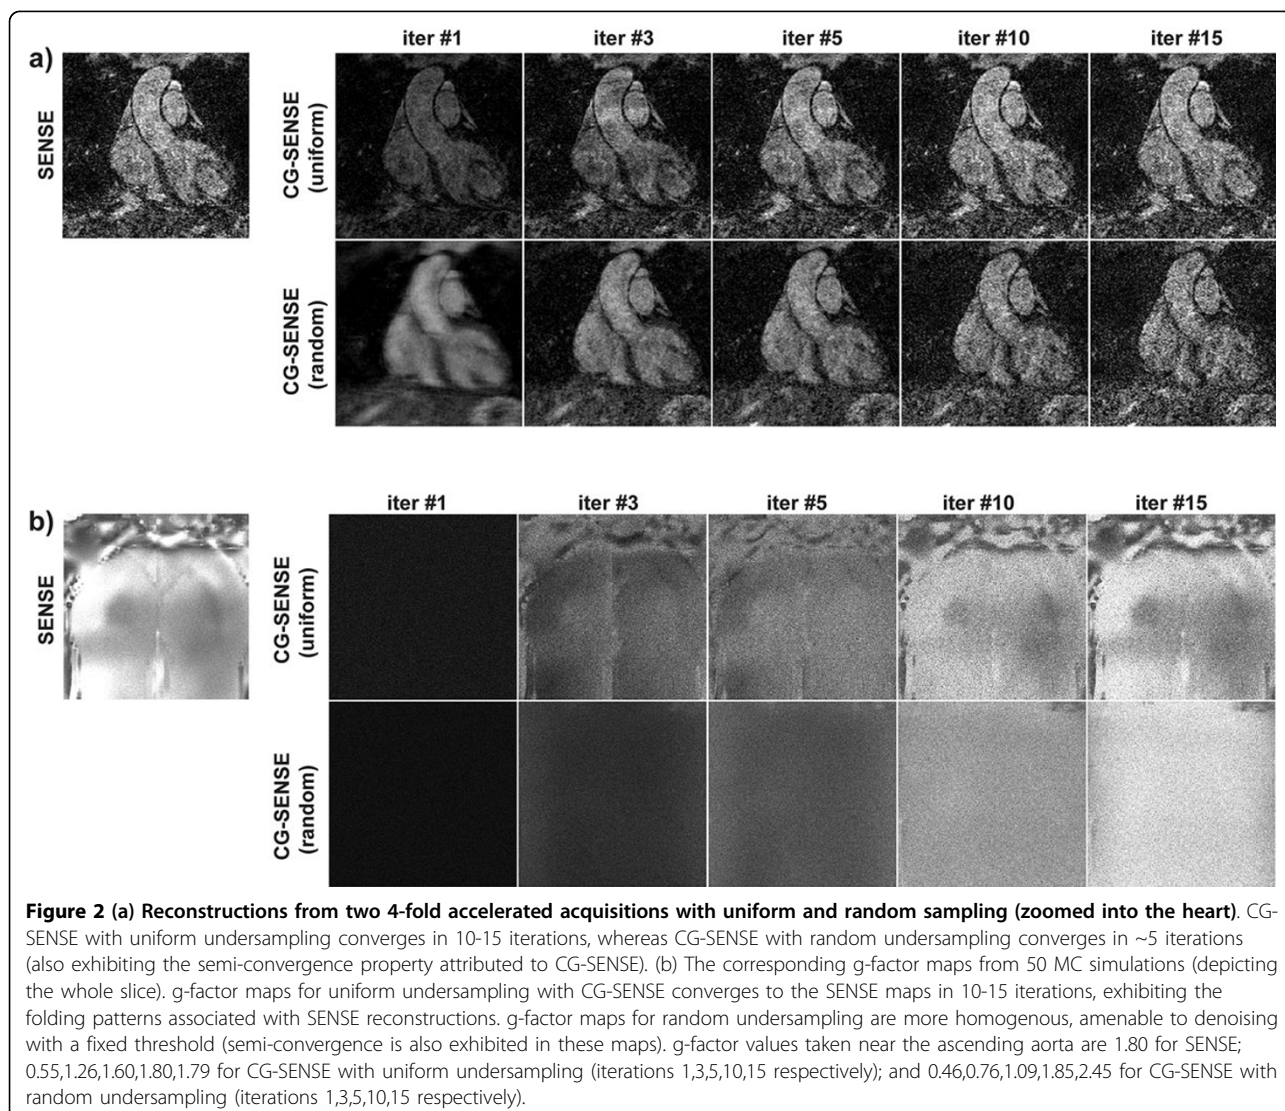 iter #1 iter #3 iter #5 iter #10 iter #15
a)
SENSE
CG-SENSE
(uniform)
CG-SENSE
(random)
iter #1 iter #3 iter #5 iter #10 iter #15
b)
SENSE
CG-SENSE
(uniform)
CG-SENSE
(random)
Figure 2 (a) Reconstructions from two 4-fold accelerated acquisitions with uniform and random sampling (zoomed into the heart). CG-
SENSE with uniform undersampling converges in 10-15 iterations, whereas CG-SENSE with random undersampling converges in ~5 iterations
(also exhibiting the semi-convergence property attributed to CG-SENSE). (b) The corresponding g-factor maps from 50 MC simulations (depicting
the whole slice). g-factor maps for uniform undersampling with CG-SENSE converges to the SENSE maps in 10-15 iterations, exhibiting the
folding patterns associated with SENSE reconstructions. g-factor maps for random undersampling are more homogenous, amenable to denoising
with a fixed threshold (semi-convergence is also exhibited in these maps). g-factor values taken near the ascending aorta are 1.80 for SENSE;
0.55,1.26,1.60,1.80,1.79 for CG-SENSE with uniform undersampling (iterations 1,3,5,10,15 respectively); and 0.46,0.76,1.09,1.85,2.45 for CG-SENSE with
random undersampling (iterations 1,3,5,10,15 respectively).